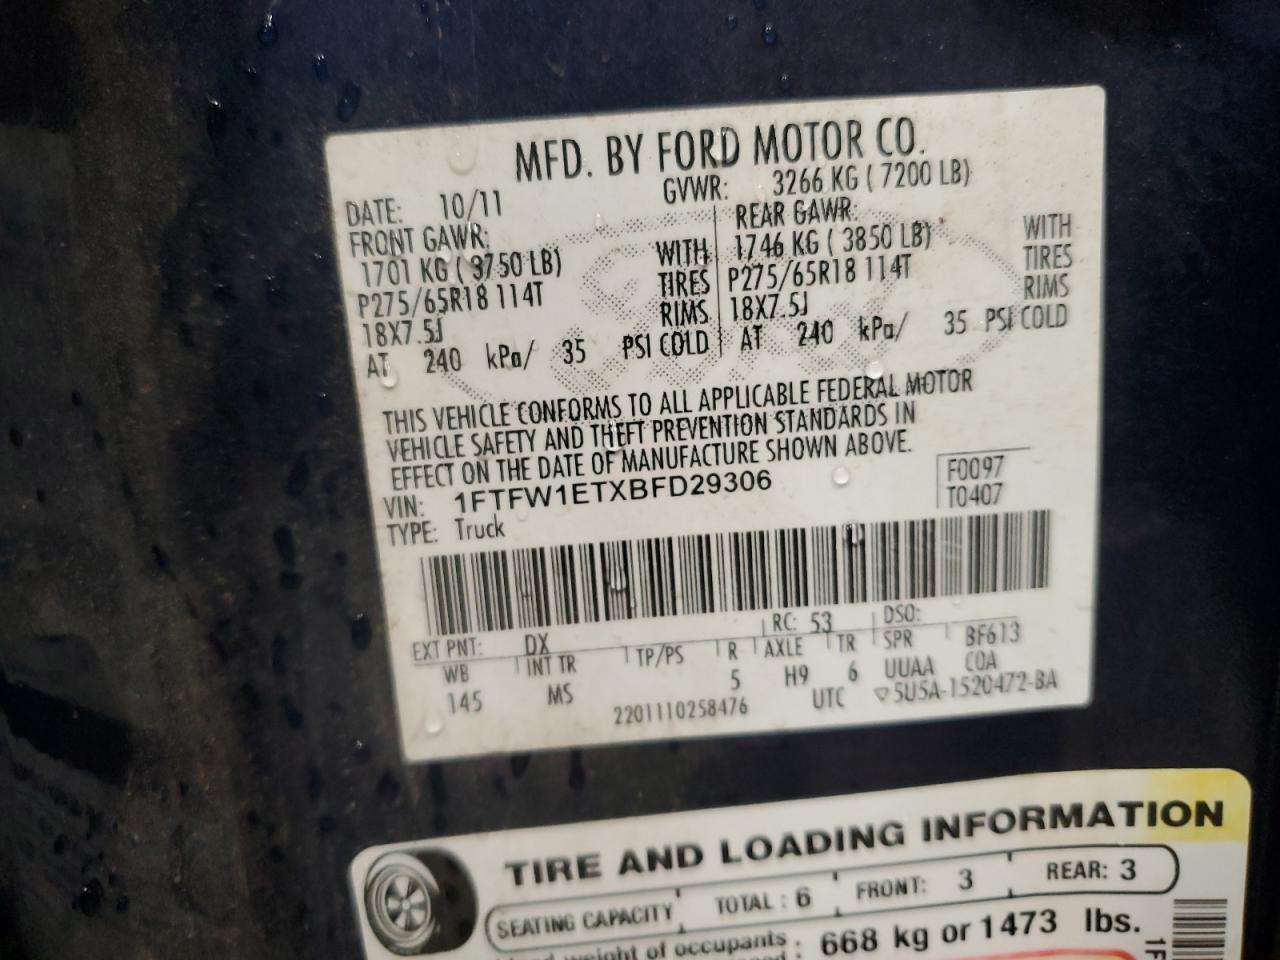 MFD. BY FORD MOTOR CO.
DATE: 10/11 GVWR: 3266 KG ( 7200 LB)
FRONT GAWR: REAR GAWR:
1701 KG ( 3750 LB) WITH 1746 KG ( 3850 LB) WITH
P275/65R18 114T TIRES P275/65R18 114T TIRES
18X7.5J RIMS 18X7.5J RIMS
AT 240 kPa/ 35 PSI COLD AT 240 kPa/ 35 PSI COLD
THIS VEHICLE CONFORMS TO ALL APPLICABLE FEDERAL MOTOR
VEHICLE SAFETY AND THEFT PREVENTION STANDARDS IN
EFFECT ON THE DATE OF MANUFACTURE SHOWN ABOVE.
VIN: 1FTFW1ETXBFD29306 F0097
TYPE: Truck T0407
EXT PNT: DX RC: 53 DSO:
WB INT TR TP/PS R AXLE TR SPR BF613
145 MS 5 H9 6 UUAA COA
2201110258476 UTC ▽5U5A-1520472-BA
TIRE AND LOADING INFORMATION
SEATING CAPACITY TOTAL : 6 FRONT: 3 REAR: 3
weight of occupants : 668 kg or 1473 lbs.
1F